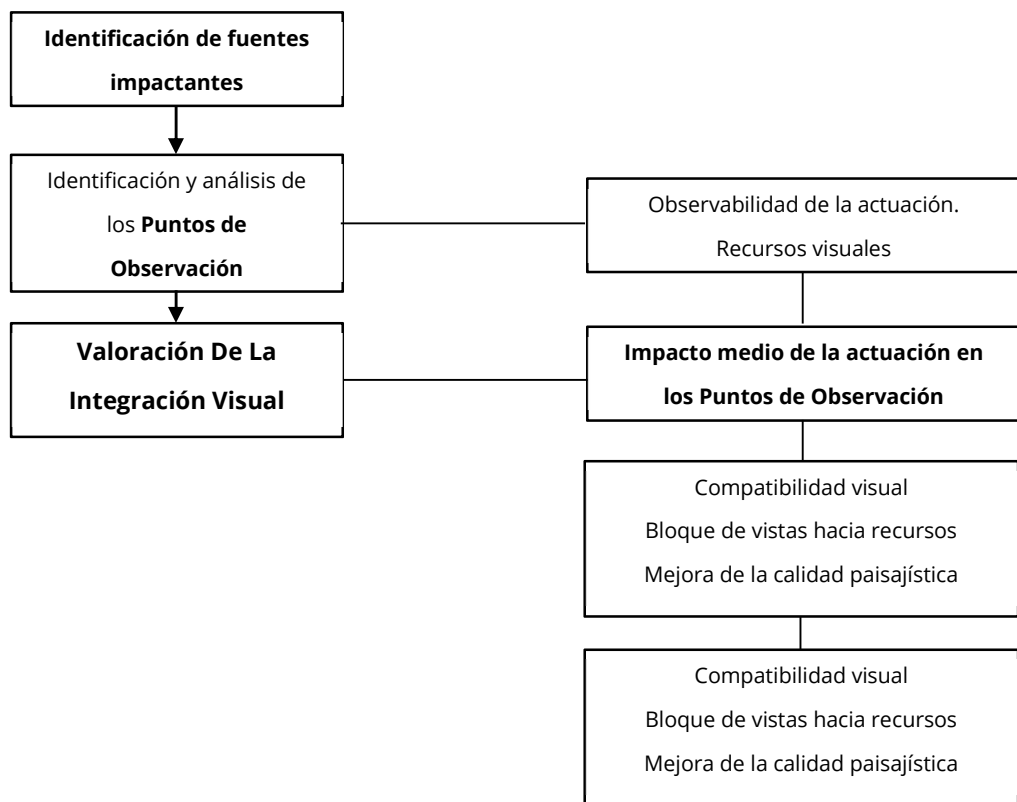 Identificación de fuentes
impactantes
Identificación y análisis de
los Puntos de
Observación
Observabilidad de la actuación.
Recursos visuales
Valoración De La
Integración Visual
Impacto medio de la actuación en
los Puntos de Observación
Compatibilidad visual
Bloque de vistas hacia recursos
Mejora de la calidad paisajística
Compatibilidad visual
Bloque de vistas hacia recursos
Mejora de la calidad paisajística